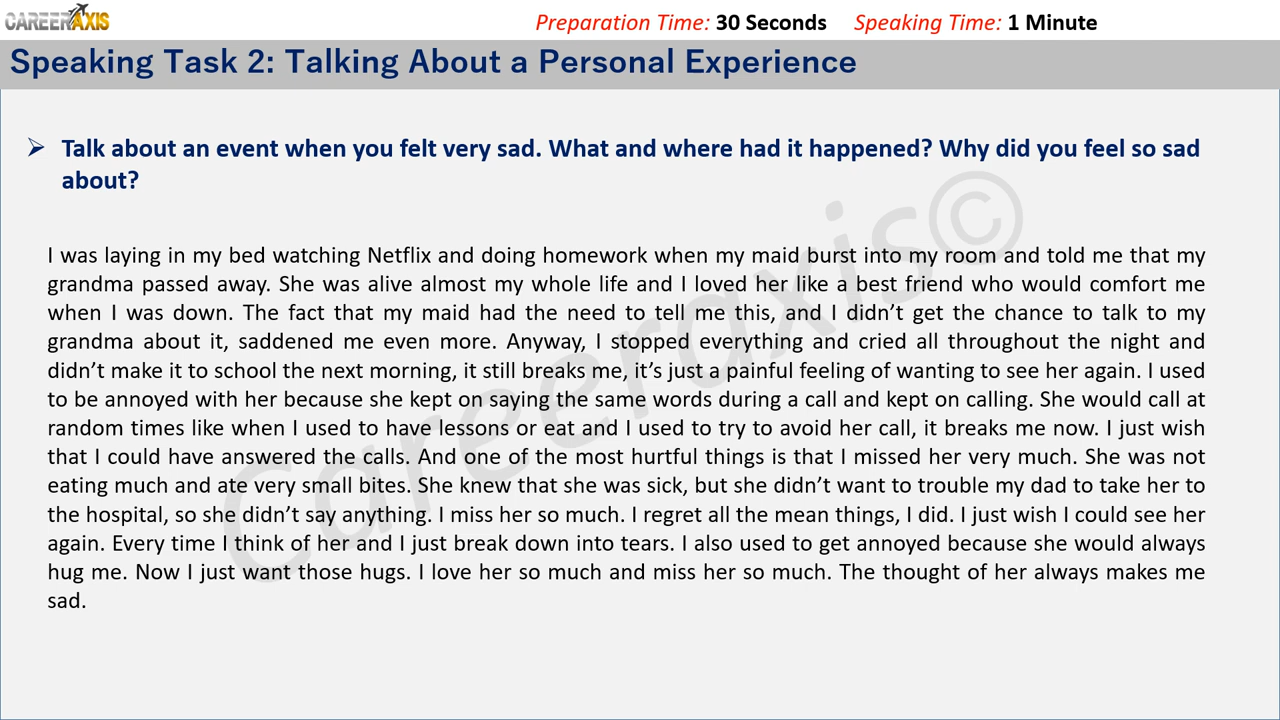 CAREERAXIS
Preparation Time: 30 Seconds Speaking Time: 1 Minute
Speaking Task 2: Talking About a Personal Experience
Talk about an event when you felt very sad. What and where had it happened? Why did you feel so sad
about?
I was laying in my bed watching Netflix and doing homework when my maid burst into my room and told me that my
grandma passed away. She was alive almost my whole life and I loved her like a best friend who would comfort me
when I was down. The fact that my maid had the need to tell me this, and I didn't get the chance to talk to my
grandma about it, saddened me even more. Anyway, I stopped everything and cried all throughout the night and
didn't make it to school the next morning, it still breaks me, it's just a painful feeling of wanting to see her again. I used
to be annoyed with her because she kept on saying the same words during a call and kept on calling. She would call at
random times like when I used to have lessons or eat and I used to try to avoid her call, it breaks me now. I just wish
that I could have answered the calls. And one of the most hurtful things is that I missed her very much. She was not
eating much and ate very small bites. She knew that she was sick, but she didn't want to trouble my dad to take her to
the hospital, so she didn't say anything. I miss her so much. I regret all the mean things, I did. I just wish I could see her
again. Every time I think of her and I just break down into tears. I also used to get annoyed because she would always
hug me. Now I just want those hugs. I love her so much and miss her so much. The thought of her always makes me
sad.
Careeraxis©